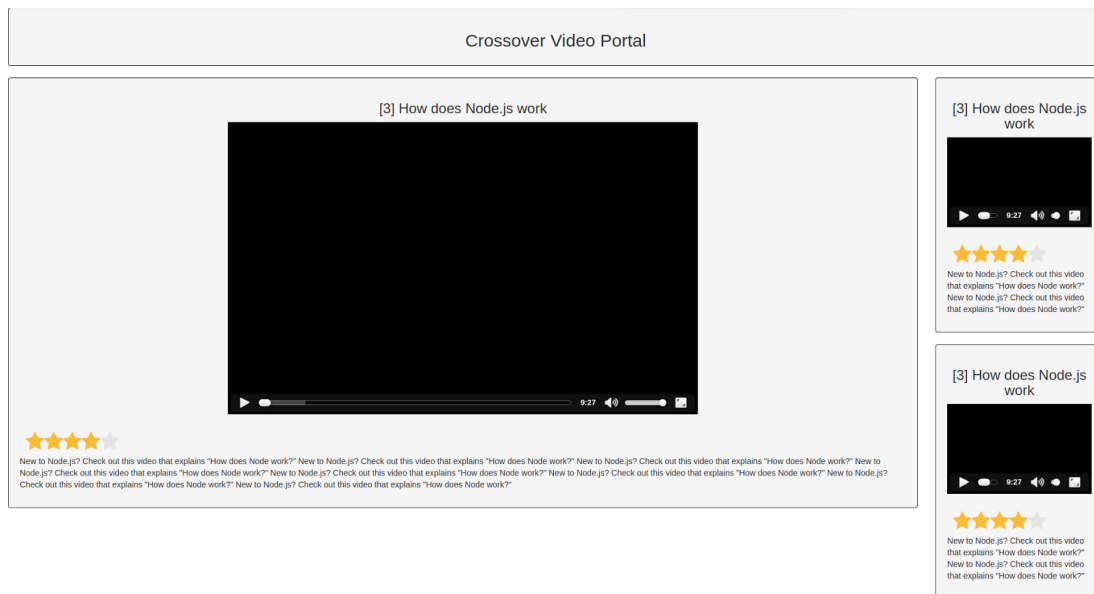 Crossover Video Portal
[3] How does Node.js work
9:27
New to Node.js? Check out this video that explains "How does Node work?" New to Node.js? Check out this video that explains "How does Node work?" New to Node.js? Check out this video that explains "How does Node work?" New to
Node.js? Check out this video that explains "How does Node work?" New to Node.js? Check out this video that explains "How does Node work?" New to Node.js? Check out this video that explains "How does Node work?" New to Node.js?
Check out this video that explains "How does Node work?" New to Node.js? Check out this video that explains "How does Node work?"
[3] How does Node.js
work
9:27
New to Node.js? Check out this video
that explains "How does Node work?"
New to Node.js? Check out this video
that explains "How does Node work?"
[3] How does Node.js
work
9:27
New to Node.js? Check out this video
that explains "How does Node work?"
New to Node.js? Check out this video
that explains "How does Node work?"